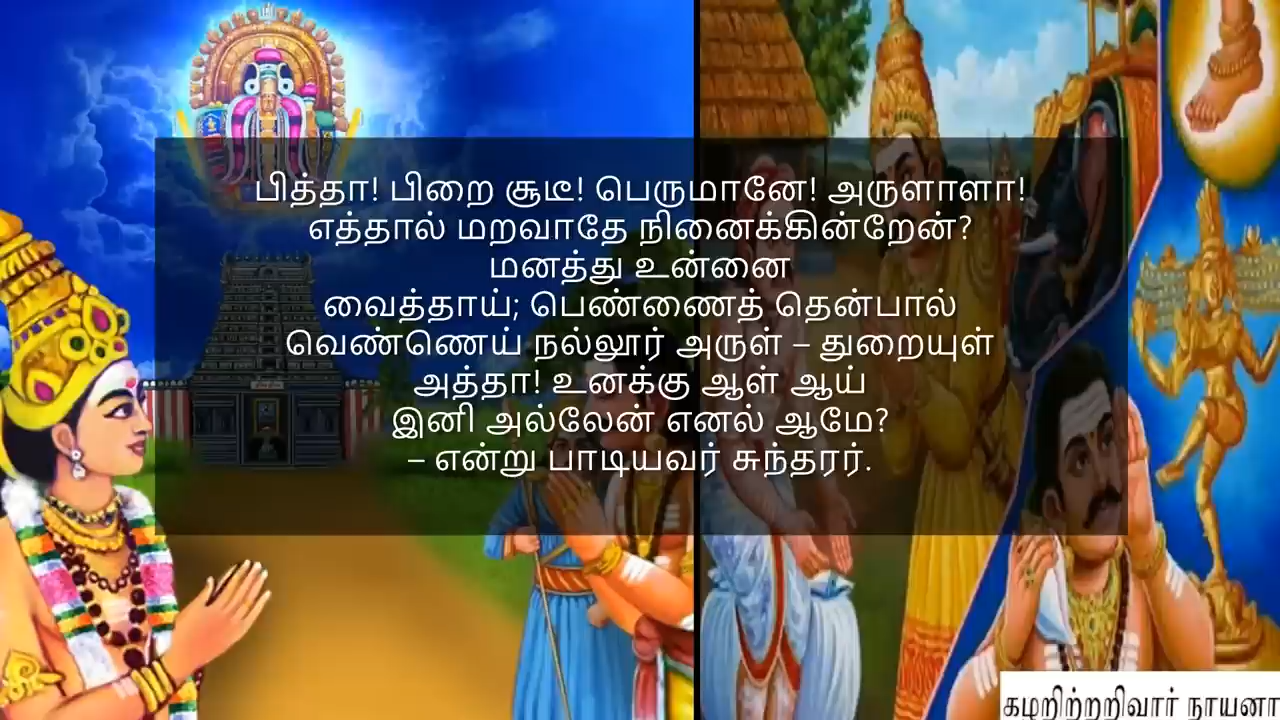 பித்தா! பிறை சூடீ! பெருமானே! அருளாளா!
எத்தால் மறவாதே நினைக்கின்றேன்?
மனத்து உன்னை
வைத்தாய்; பெண்ணைத் தென்பால்
வெண்ணெய் நல்லூர் அருள் – துறையுள்
அத்தா! உனக்கு ஆள் ஆய்
இனி அல்லேன் எனல் ஆமே?
– என்று பாடியவர் சுந்தரர்.
கழறிற்றறிவார் நாயனா